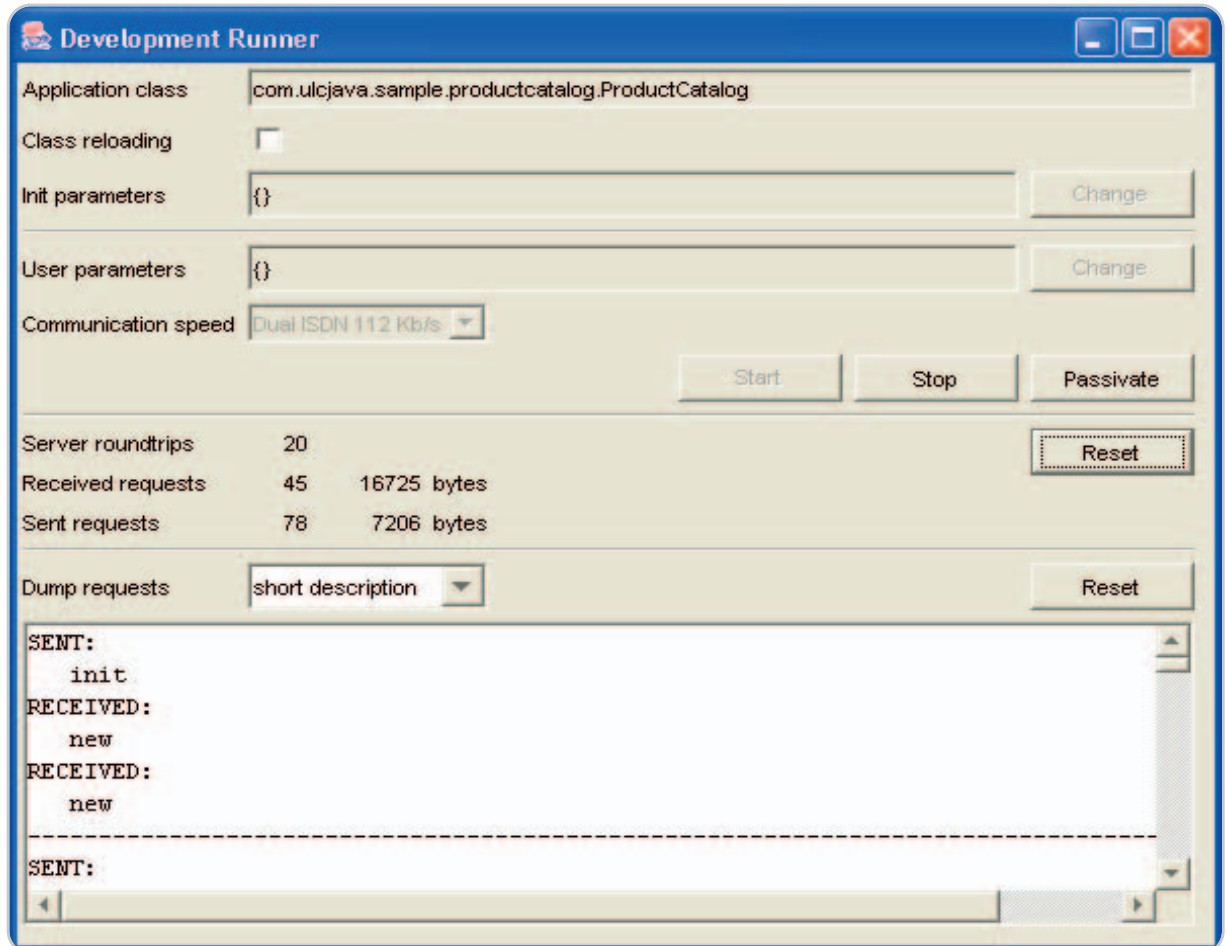 Development Runner
Application class com.ulcjava.sample.productcatalog.ProductCatalog
Class reloading
Init parameters {} Change
User parameters {} Change
Communication speed Dual ISDN 112 Kb/s
Start Stop Passivate
Server roundtrips 20 Reset
Received requests 45 16725 bytes
Sent requests 78 7206 bytes
Dump requests short description Reset
SENT:
init
RECEIVED:
new
RECEIVED:
new
--------------------------------------------------------------------------------
SENT: